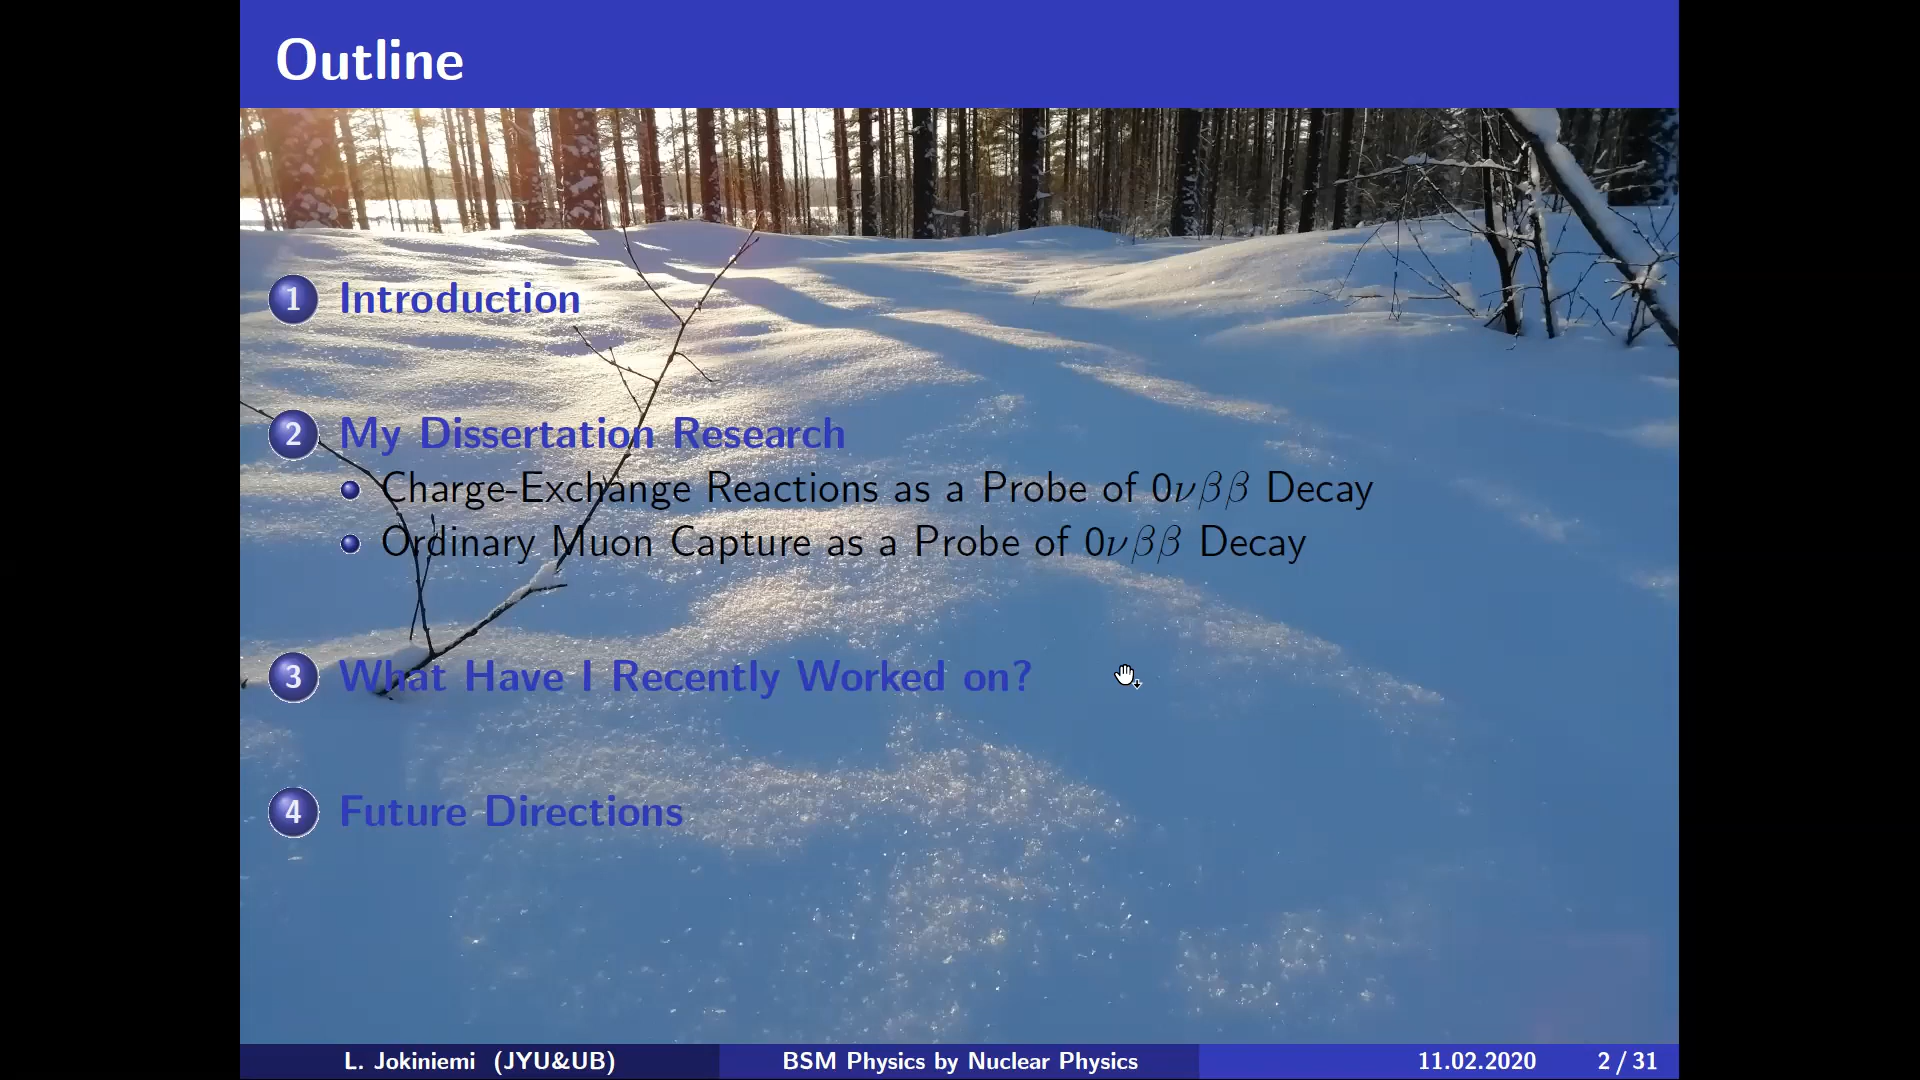 Outline
1 Introduction
2 My Dissertation Research
Charge-Exchange Reactions as a Probe of 0νββ Decay
Ordinary Muon Capture as a Probe of 0νββ Decay
3 What Have I Recently Worked on?
4 Future Directions
L. Jokiniemi (JYU&UB) BSM Physics by Nuclear Physics 11.02.2020 2 / 31